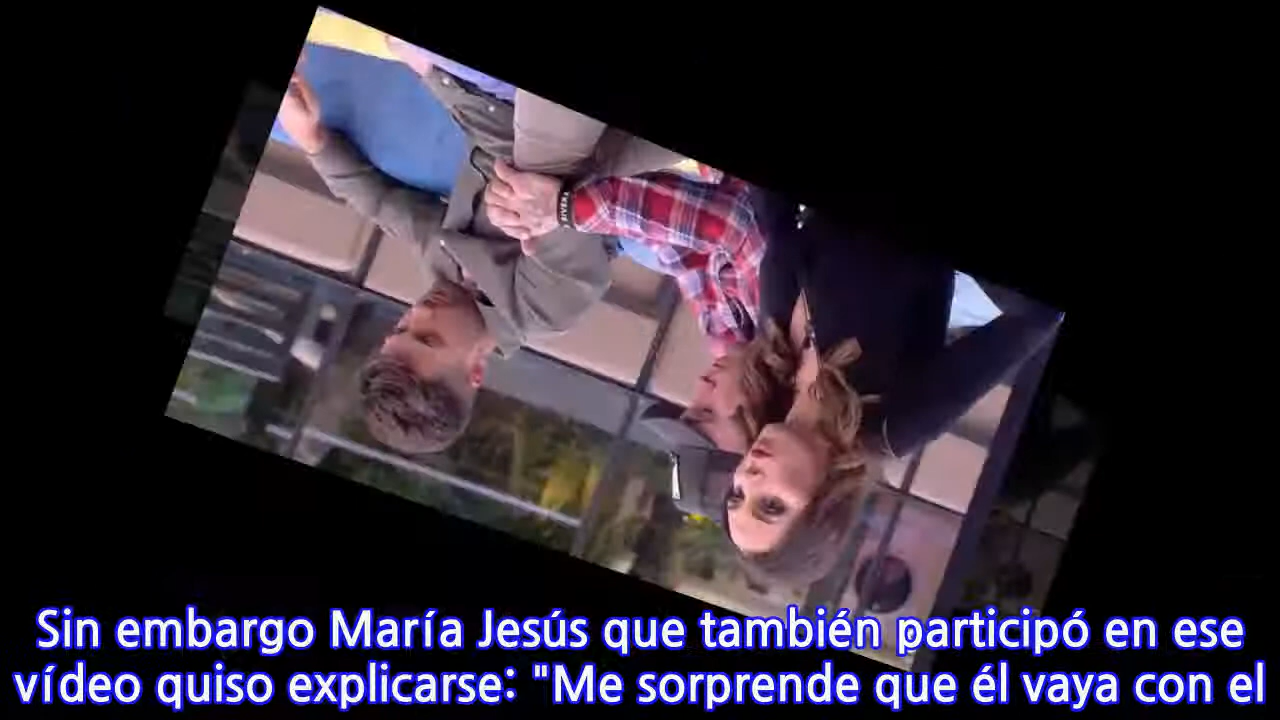 Sin embargo María Jesús que también participó en ese
vídeo quiso explicarse: "Me sorprende que él vaya con el